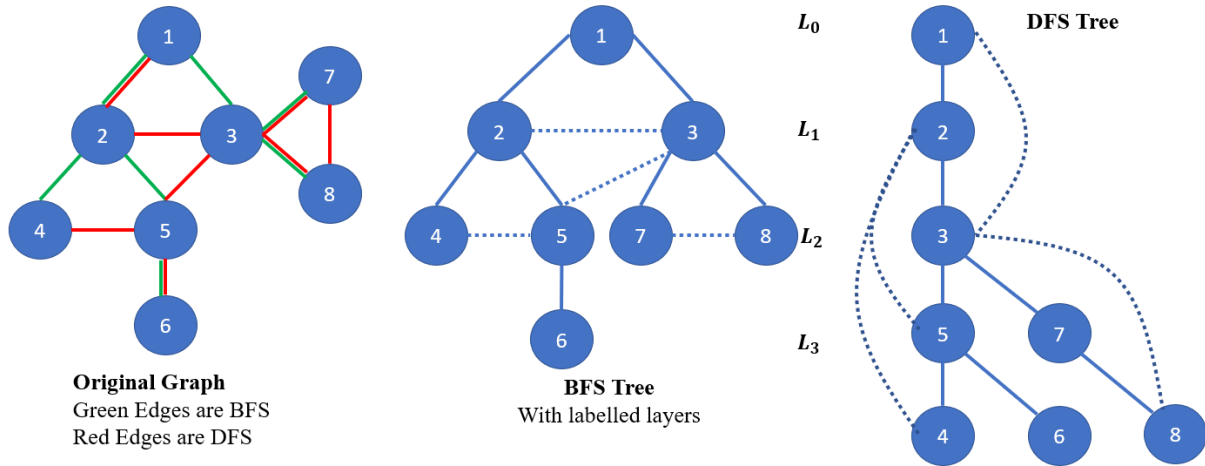 1
2
3
7
8
4
5
6
Original Graph
Green Edges are BFS
Red Edges are DFS
1
2
3
4
5
7
8
6
BFS Tree
With labelled layers
L₀
L₁
L₂
L₃
DFS Tree
1
2
3
5
7
4
6
8